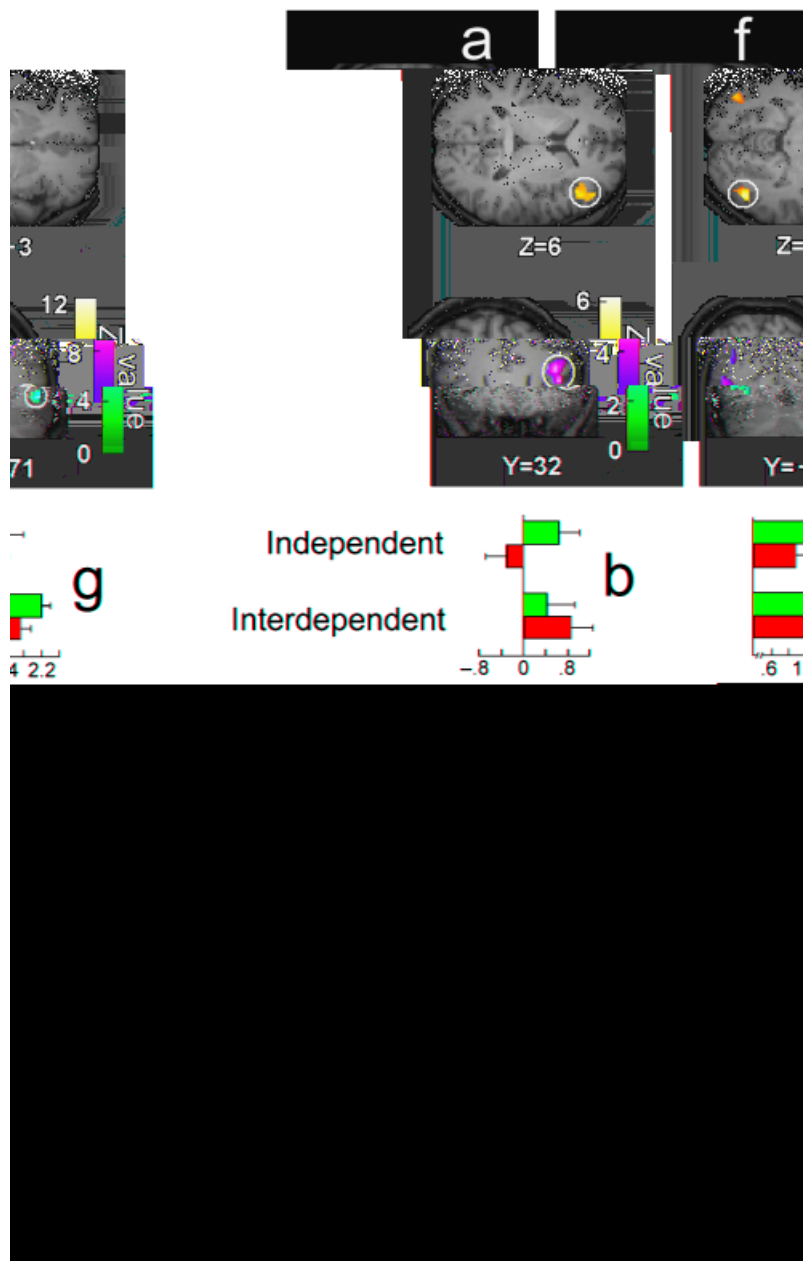 a f
-3 Z=6 Z=
12 6
8 4
Z value Z value
4 2
0 0
71 Y=32 Y=-
Independent
g b
Interdependent
4 2.2 –.8 0 .8 .6 1